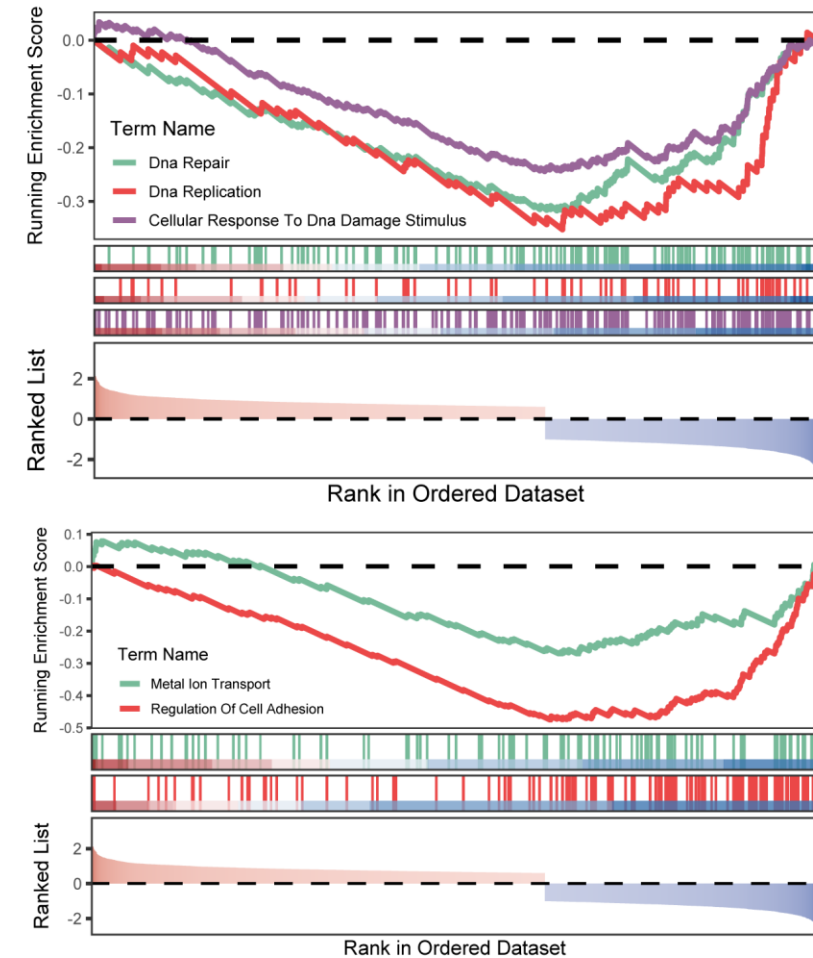 Running Enrichment Score
0.0
-0.1
-0.2
-0.3
Term Name
Dna Repair
Dna Replication
Cellular Response To Dna Damage Stimulus
Ranked List
2
0
-2
Rank in Ordered Dataset
Running Enrichment Score
0.1
0.0
-0.1
-0.2
-0.3
-0.4
-0.5
Term Name
Metal Ion Transport
Regulation Of Cell Adhesion
Ranked List
2
0
-2
Rank in Ordered Dataset